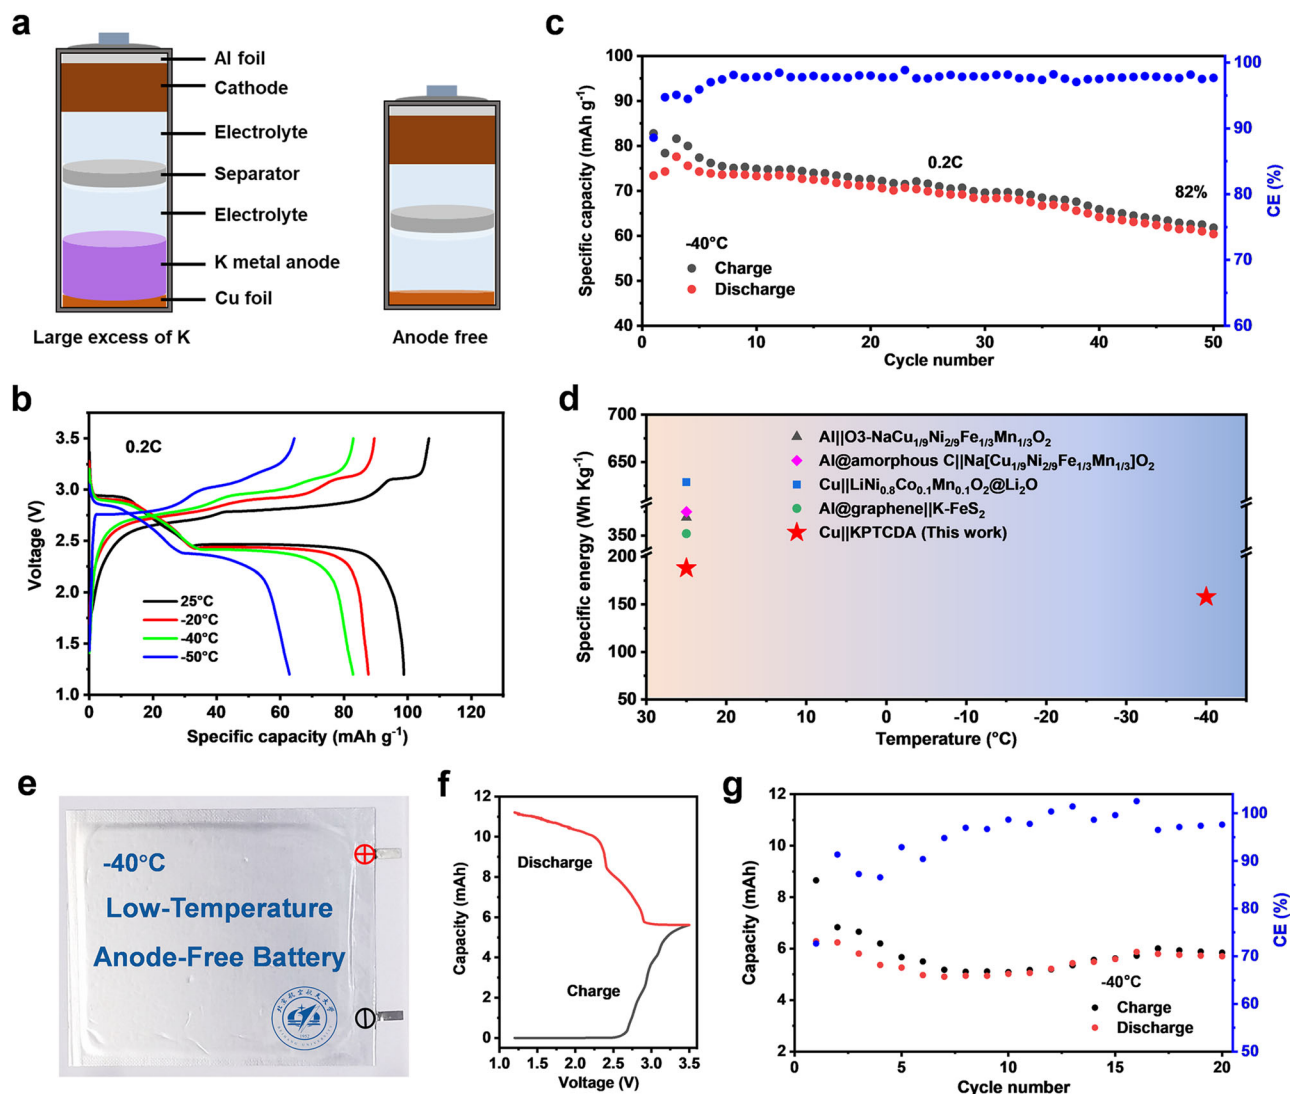 a
Al foil
Cathode
Electrolyte
Separator
Electrolyte
K metal anode
Cu foil
Large excess of K
Anode free
b
0.2C
3.5
3.0
2.5
2.0
1.5
1.0
Voltage (V)
25°C
-20°C
-40°C
-50°C
0 20 40 60 80 100 120
Specific capacity (mAh g⁻¹)
c
100
90
80
70
60
50
40
Specific capacity (mAh g⁻¹)
0.2C
82%
-40°C
Charge
Discharge
100
90
80
70
60
CE (%)
0 10 20 30 40 50
Cycle number
d
700
650
350
200
150
100
50
Specific energy (Wh Kg⁻¹)
Al||O3-NaCu₁/₉Ni₂/₉Fe₁/₃Mn₁/₃O₂
Al@amorphous C||Na[Cu₁/₉Ni₂/₉Fe₁/₃Mn₁/₃]O₂
Cu||LiNi₀.₈Co₀.₁Mn₀.₁O₂@Li₂O
Al@graphene||K-FeS₂
Cu||KPTCDA (This work)
30 20 10 0 -10 -20 -30 -40
Temperature (°C)
e
-40°C
Low-Temperature
Anode-Free Battery
f
12
10
8
6
4
2
0
Capacity (mAh)
Discharge
Charge
1.0 1.5 2.0 2.5 3.0 3.5
Voltage (V)
g
12
10
8
6
4
2
Capacity (mAh)
-40°C
Charge
Discharge
100
90
80
70
60
50
CE (%)
0 5 10 15 20
Cycle number